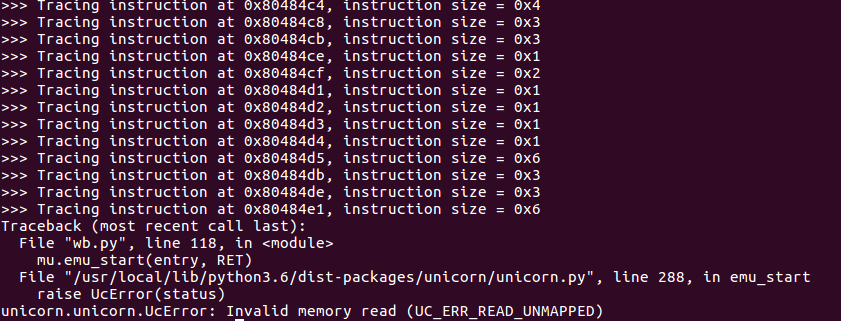 >>> Tracing instruction at 0x80484c4, instruction size = 0x4
>>> Tracing instruction at 0x80484c8, instruction size = 0x3
>>> Tracing instruction at 0x80484cb, instruction size = 0x3
>>> Tracing instruction at 0x80484ce, instruction size = 0x1
>>> Tracing instruction at 0x80484cf, instruction size = 0x2
>>> Tracing instruction at 0x80484d1, instruction size = 0x1
>>> Tracing instruction at 0x80484d2, instruction size = 0x1
>>> Tracing instruction at 0x80484d3, instruction size = 0x1
>>> Tracing instruction at 0x80484d4, instruction size = 0x1
>>> Tracing instruction at 0x80484d5, instruction size = 0x6
>>> Tracing instruction at 0x80484db, instruction size = 0x3
>>> Tracing instruction at 0x80484de, instruction size = 0x3
>>> Tracing instruction at 0x80484e1, instruction size = 0x6
Traceback (most recent call last):
  File "wb.py", line 118, in <module>
    mu.emu_start(entry, RET)
  File "/usr/local/lib/python3.6/dist-packages/unicorn/unicorn.py", line 288, in emu_start
    raise UcError(status)
unicorn.unicorn.UcError: Invalid memory read (UC_ERR_READ_UNMAPPED)